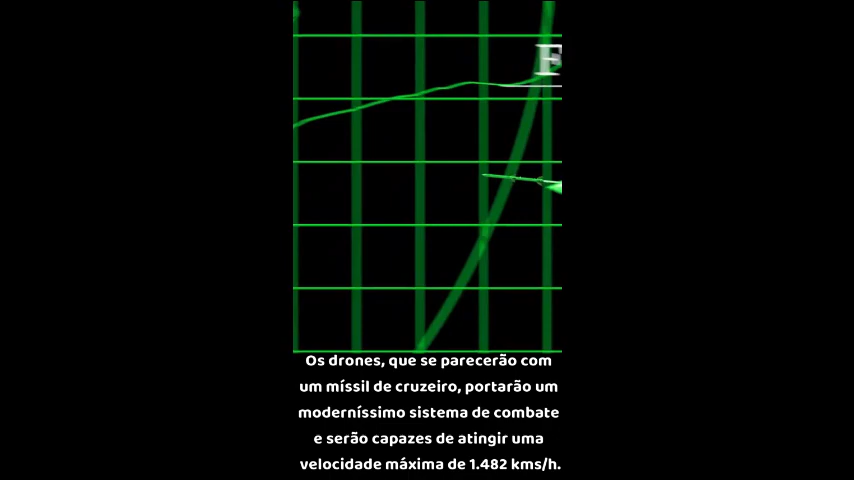 F
Os drones, que se parecerão com
um míssil de cruzeiro, portarão um
moderníssimo sistema de combate
e serão capazes de atingir uma
velocidade máxima de 1.482 kms/h.